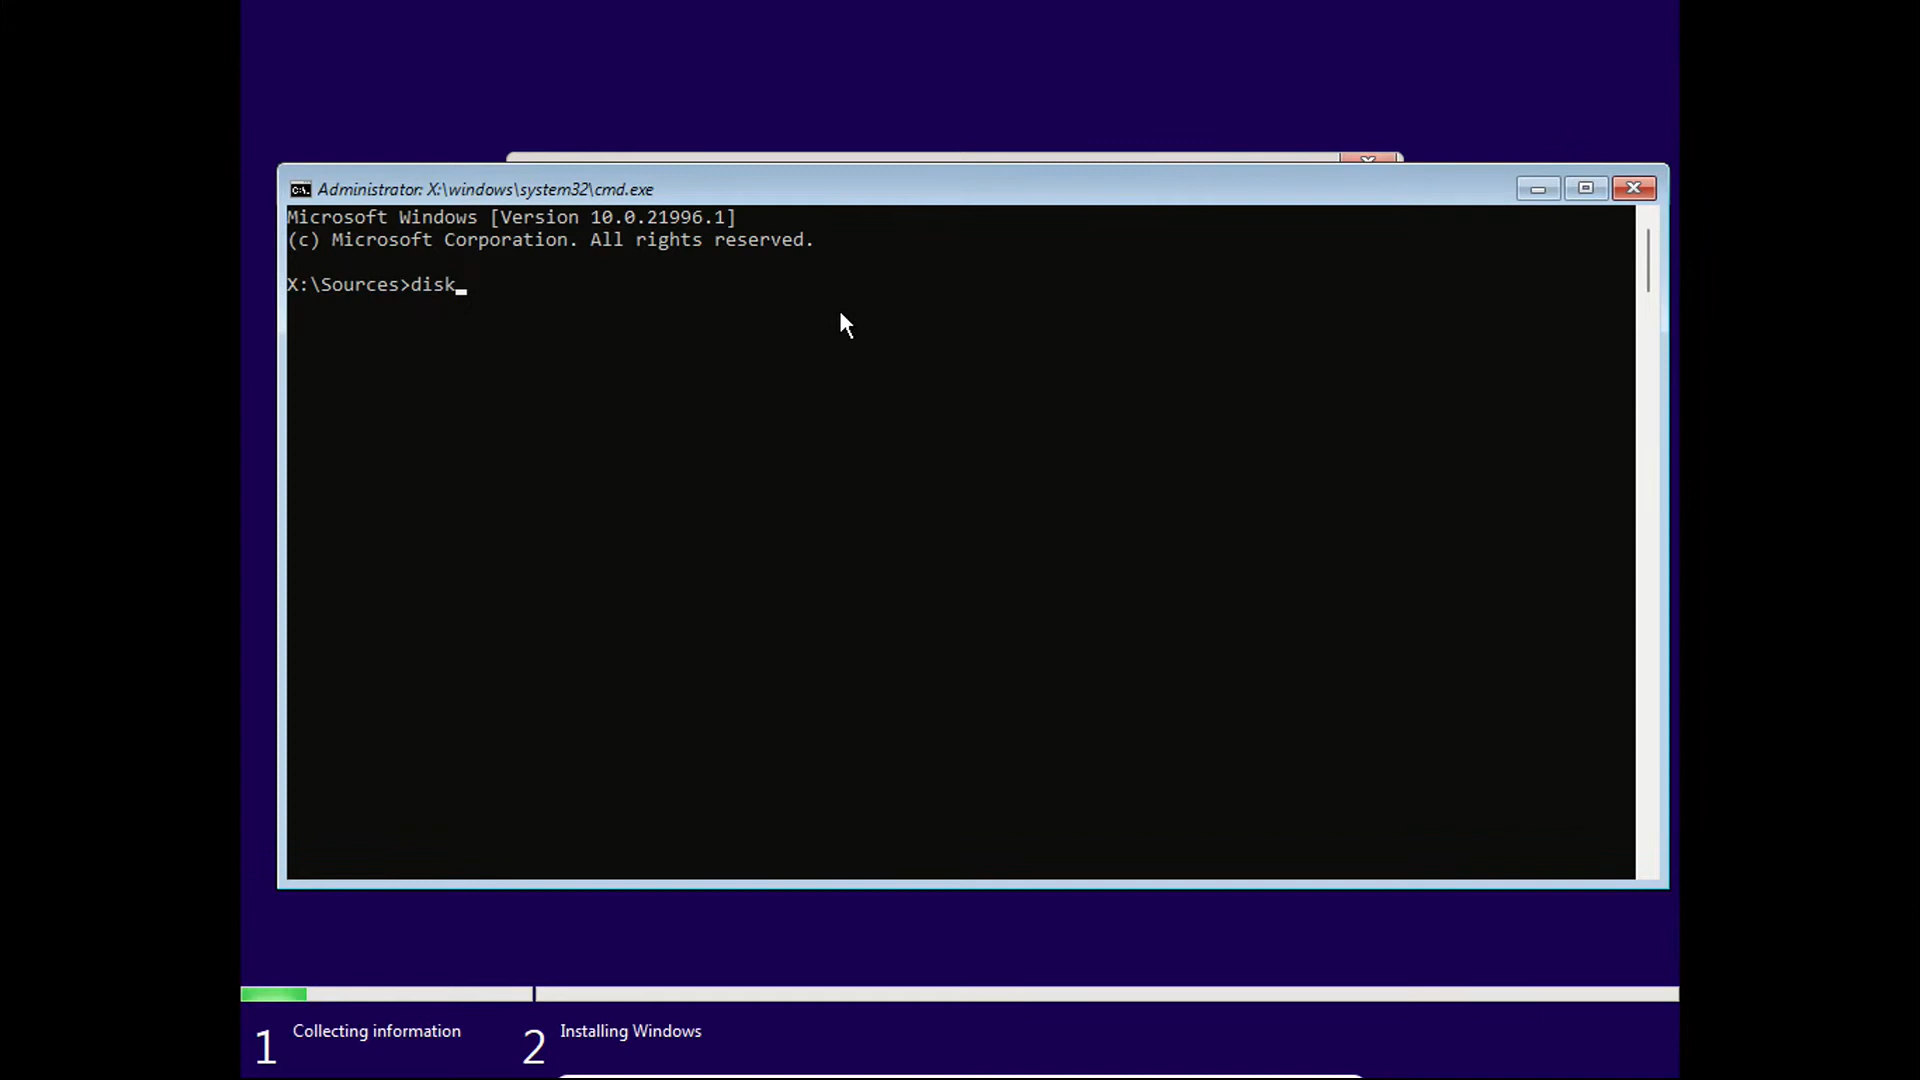 Administrator: X:\windows\system32\cmd.exe
Microsoft Windows [Version 10.0.21996.1]
(c) Microsoft Corporation. All rights reserved.
X:\Sources>disk_
1 Collecting information
2 Installing Windows